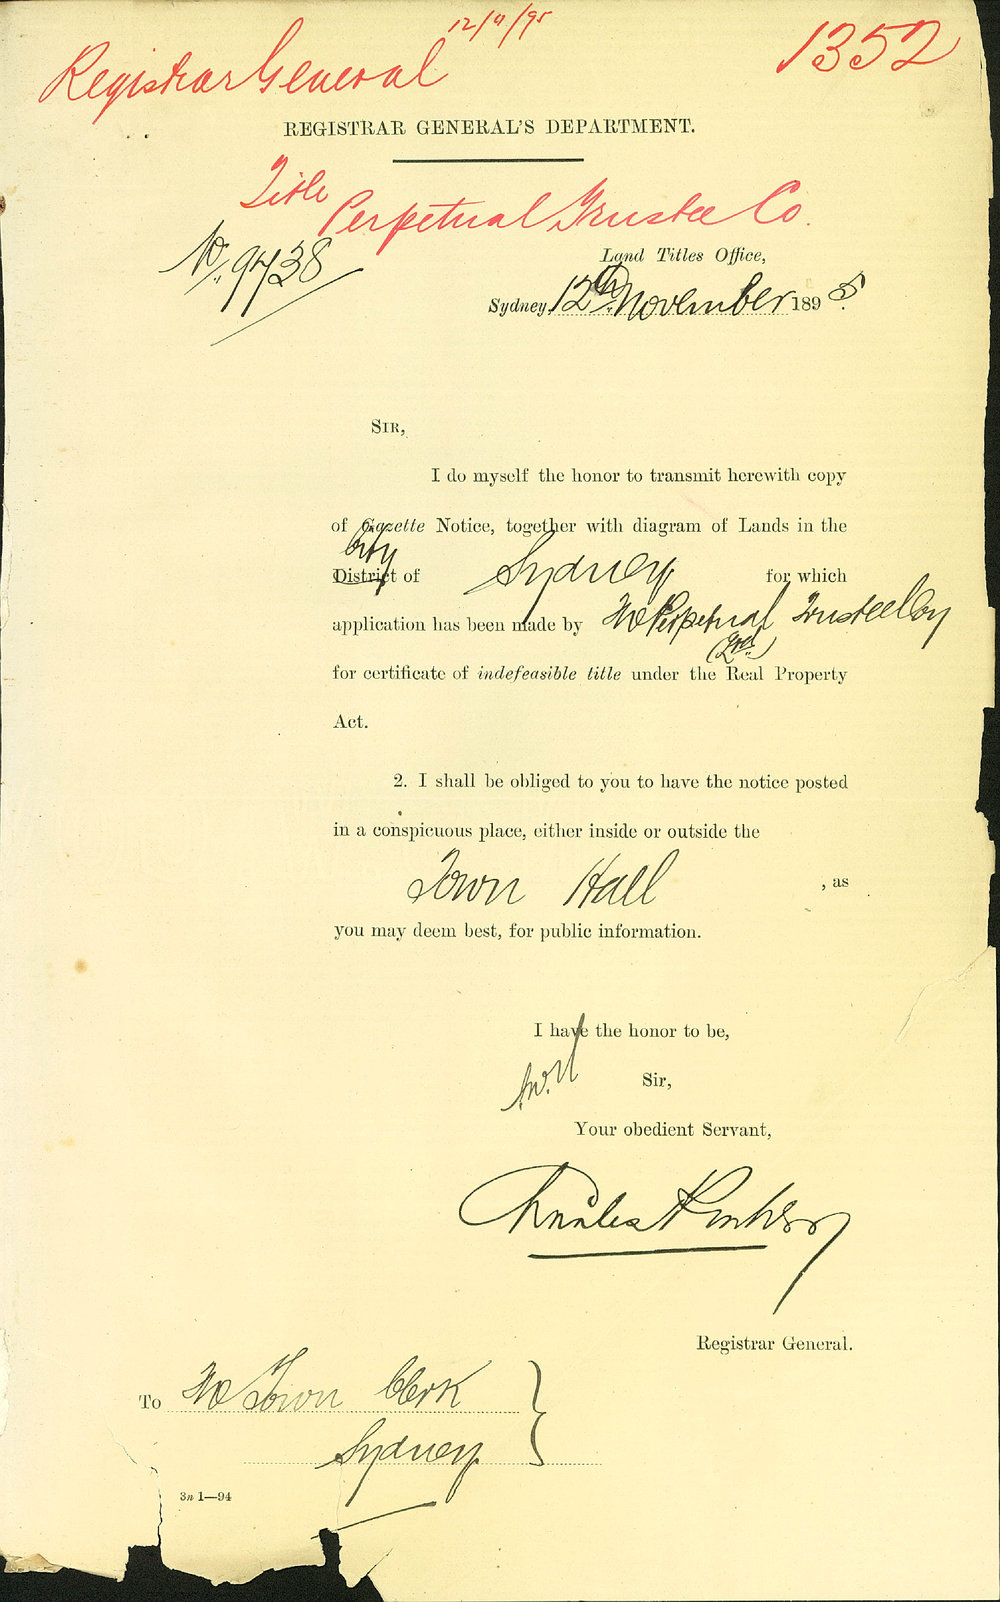 12/11/95
Registrar General
1352
REGISTRAR GENERAL'S DEPARTMENT.
Title Perpetual Trustee Co.
No. 9738
Land Titles Office,
Sydney, 12th November 1895.
SIR,
I do myself the honor to transmit herewith copy
of Gazette Notice, together with diagram of Lands in the
City
District of Sydney for which
application has been made by The Perpetual Trustee Coy
(Ltd.)
for certificate of indefeasible title under the Real Property
Act.
2. I shall be obliged to you to have the notice posted
in a conspicuous place, either inside or outside the
Town Hall , as
you may deem best, for public information.
I have the honor to be,
Sir,
Your obedient Servant,
Charles
Registrar General.
To The Town Clerk
Sydney
3n 1—94